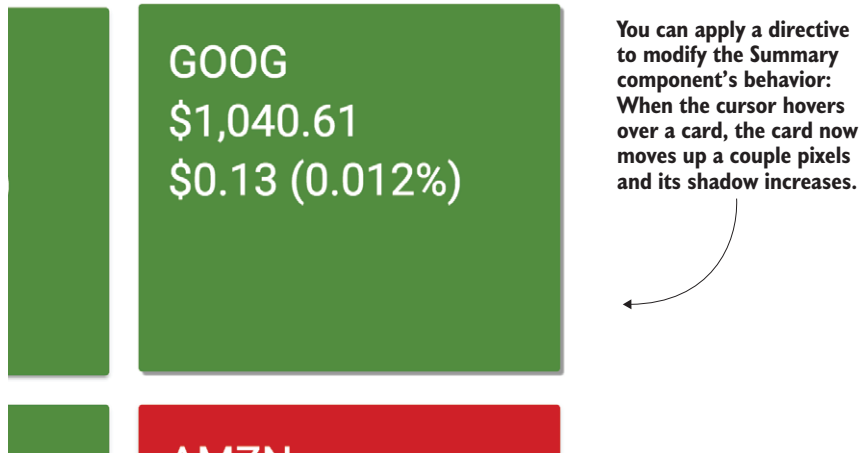 GOOG
$1,040.61
$0.13 (0.012%)
You can apply a directive
to modify the Summary
component's behavior:
When the cursor hovers
over a card, the card now
moves up a couple pixels
and its shadow increases.
AMZN